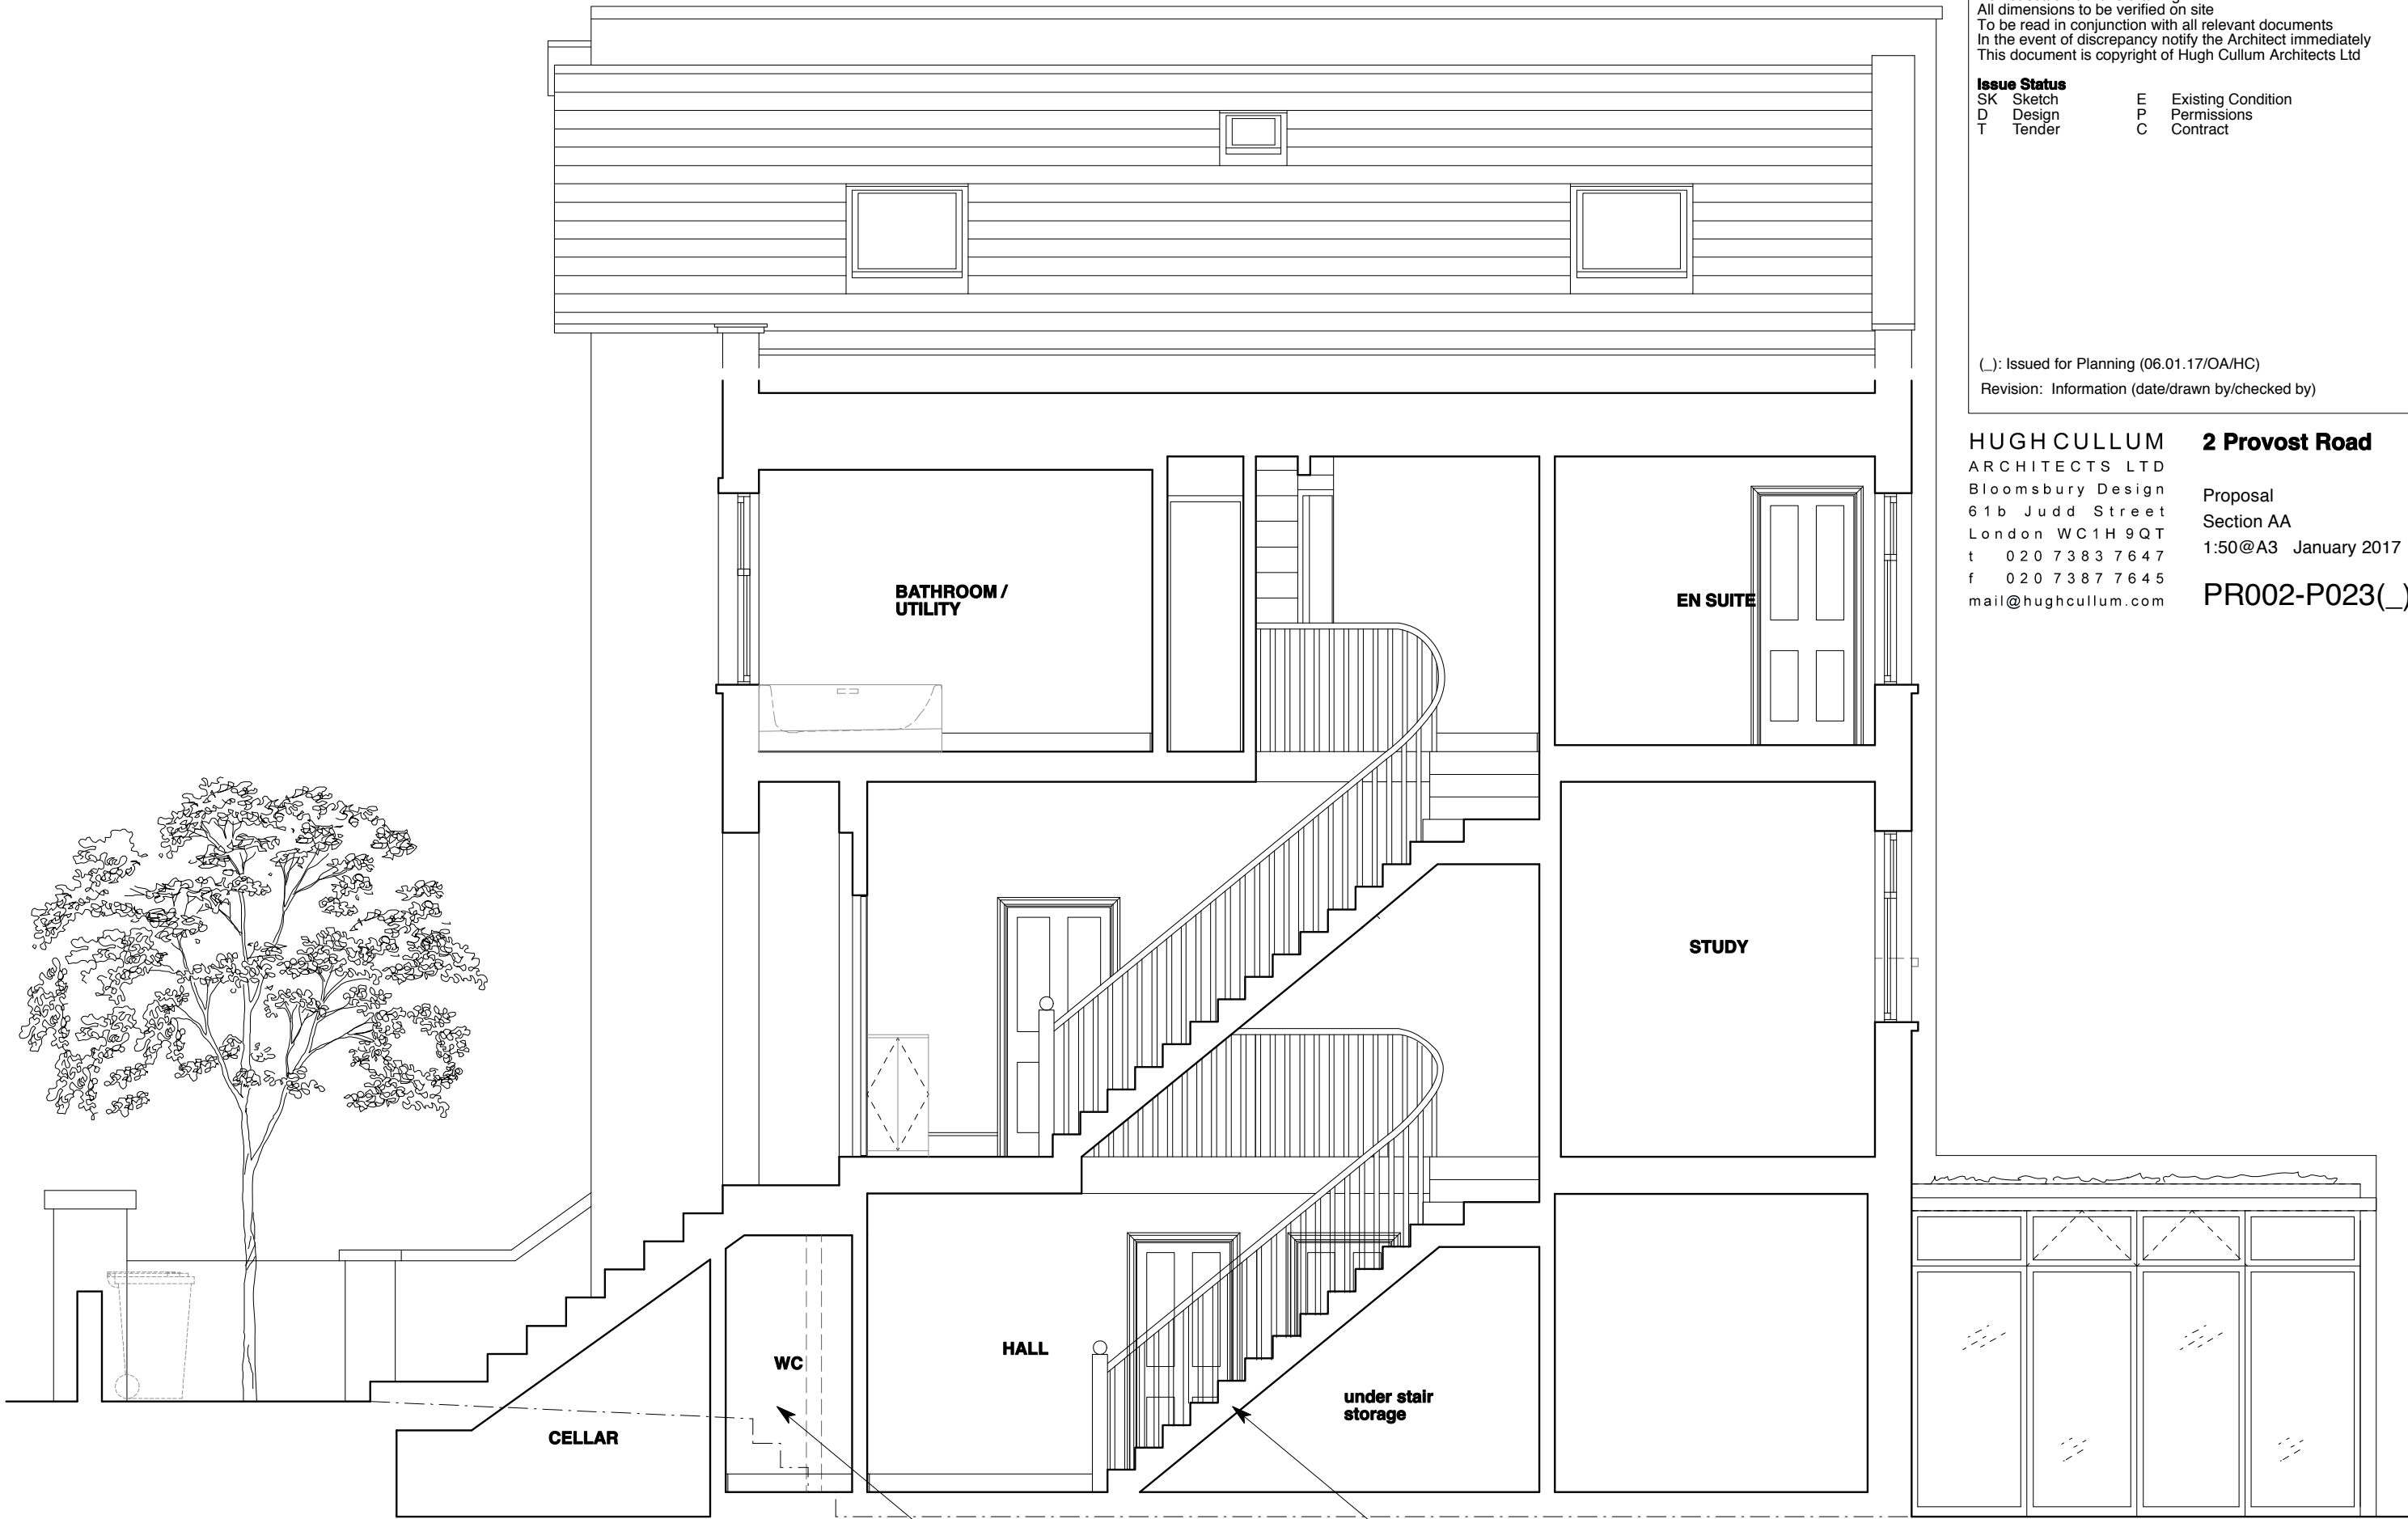 All dimensions to be verified on site
To be read in conjunction with all relevant documents
In the event of discrepancy notify the Architect immediately
This document is copyright of Hugh Cullum Architects Ltd
Issue Status
SK Sketch E Existing Condition
D Design P Permissions
T Tender C Contract
(_): Issued for Planning (06.01.17/OA/HC)
Revision: Information (date/drawn by/checked by)
HUGH CULLUM
ARCHITECTS LTD
Bloomsbury Design
61b Judd Street
London WC1H 9QT
t 020 7383 7647
f 020 7387 7645
mail@hughcullum.com
2 Provost Road
Proposal
Section AA
1:50@A3 January 2017
PR002-P023(_)
BATHROOM /
UTILITY
EN SUITE
STUDY
HALL
WC
under stair
storage
CELLAR